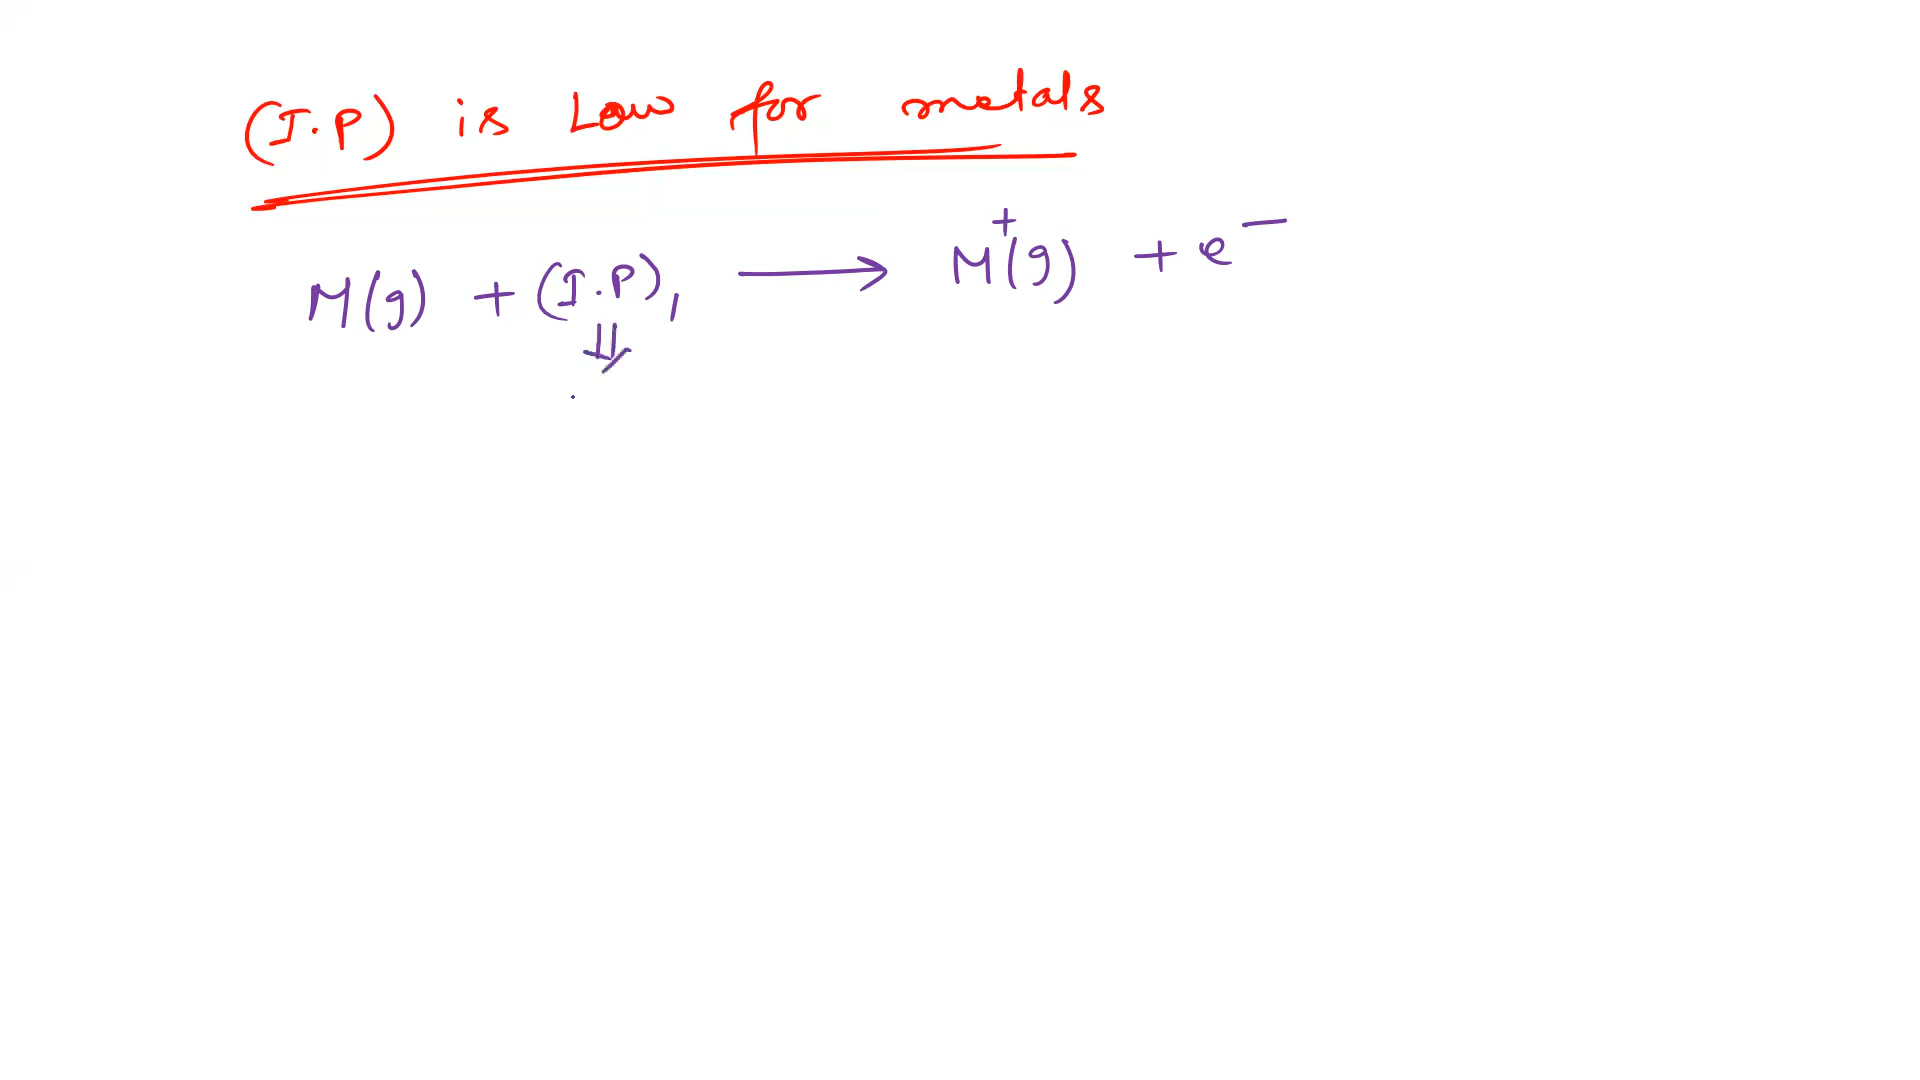 (I.P) is Low for metals
M(g) + (I.P)₁ ⟶ M⁺(g) + e⁻
⇓